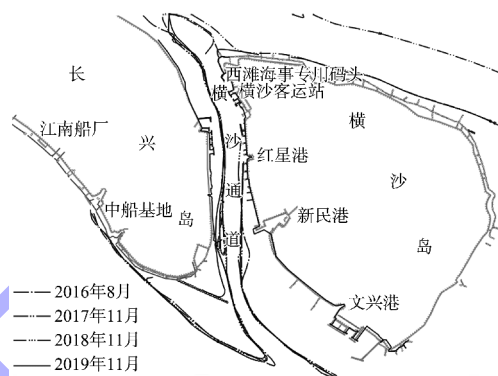 西滩海事专用码头
横沙客运站
长兴岛
江南船厂
横沙通道
横沙岛
红星港
中船基地
新民港
文兴港
2016年8月
2017年11月
2018年11月
2019年11月